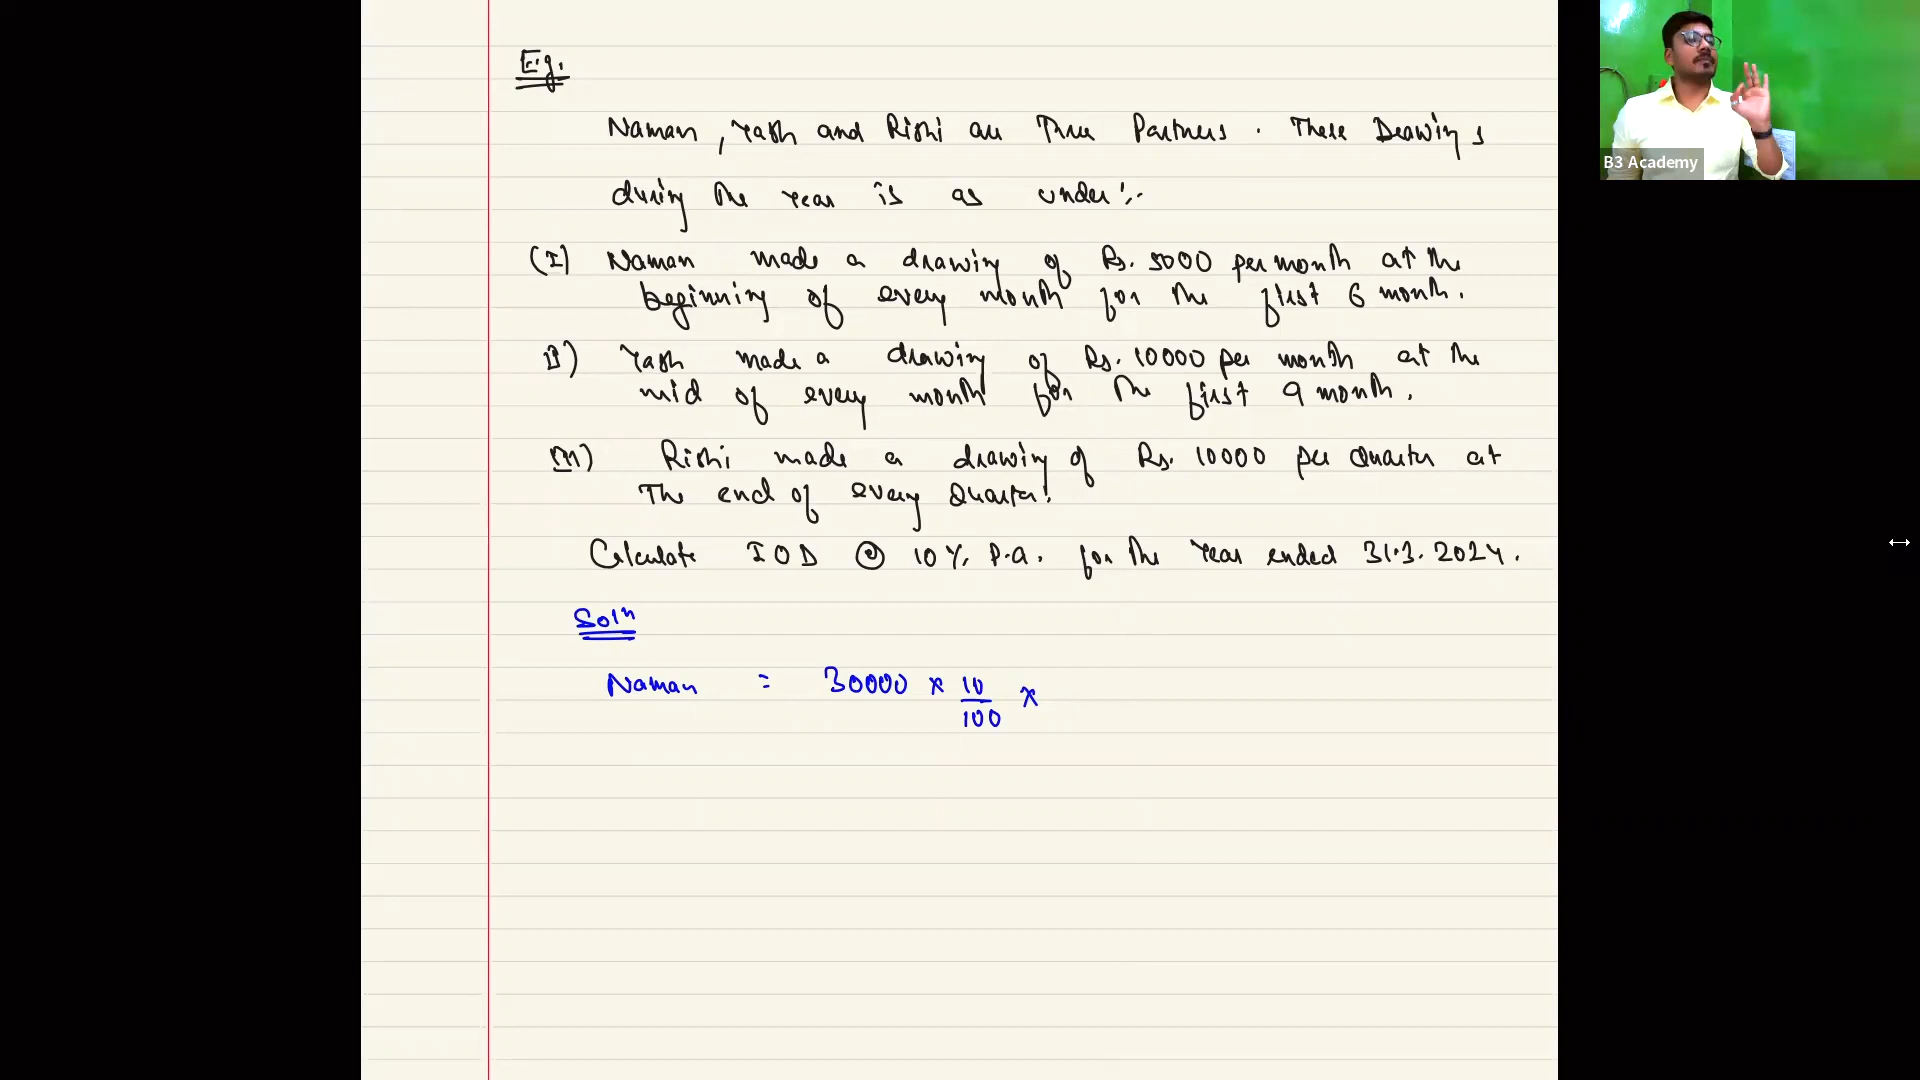 E.g.
Naman, Yash and Rishi are Three Partners. There Drawings
during the Year is as under:-
(I) Naman made a drawing of Rs. 5000 per month at the
beginning of every month for the first 6 month.
II) Yash made a drawing of Rs. 10000 per month at the
mid of every month for the first 9 month.
III) Rishi made a drawing of Rs. 10000 per Quarter at
The end of every Quarter.
Calculate IOD @ 10% P.a. for the Year ended 31.3.2024.
Solⁿ
Naman = 30000 × 10/100 ×
B3 Academy